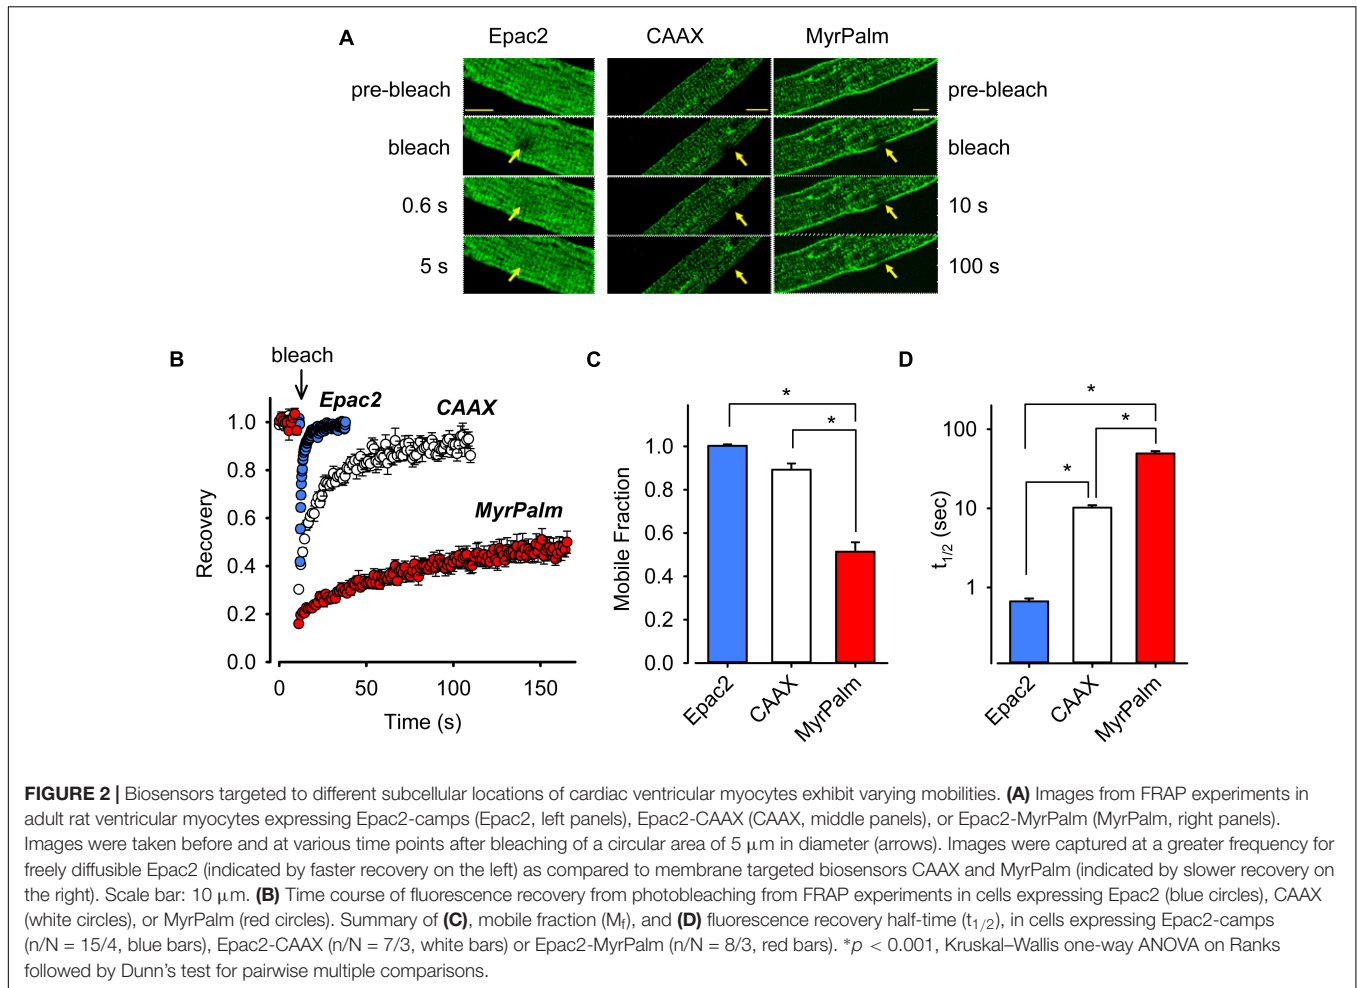 A
Epac2
CAAX
MyrPalm
pre-bleach
pre-bleach
bleach
bleach
0.6 s
10 s
5 s
100 s
B
bleach
Epac2
CAAX
MyrPalm
Recovery
1.0
0.8
0.6
0.4
0.2
0.0
0
50
100
150
Time (s)
C
*
*
Mobile Fraction
1.0
0.8
0.6
0.4
0.2
0.0
Epac2
CAAX
MyrPalm
D
*
*
*
t1/2 (sec)
100
10
1
Epac2
CAAX
MyrPalm
FIGURE 2 | Biosensors targeted to different subcellular locations of cardiac ventricular myocytes exhibit varying mobilities. (A) Images from FRAP experiments in
adult rat ventricular myocytes expressing Epac2-camps (Epac2, left panels), Epac2-CAAX (CAAX, middle panels), or Epac2-MyrPalm (MyrPalm, right panels).
Images were taken before and at various time points after bleaching of a circular area of 5 μm in diameter (arrows). Images were captured at a greater frequency for
freely diffusible Epac2 (indicated by faster recovery on the left) as compared to membrane targeted biosensors CAAX and MyrPalm (indicated by slower recovery on
the right). Scale bar: 10 μm. (B) Time course of fluorescence recovery from photobleaching from FRAP experiments in cells expressing Epac2 (blue circles), CAAX
(white circles), or MyrPalm (red circles). Summary of (C), mobile fraction (Mf), and (D) fluorescence recovery half-time (t1/2), in cells expressing Epac2-camps
(n/N = 15/4, blue bars), Epac2-CAAX (n/N = 7/3, white bars) or Epac2-MyrPalm (n/N = 8/3, red bars). *p < 0.001, Kruskal–Wallis one-way ANOVA on Ranks
followed by Dunn's test for pairwise multiple comparisons.